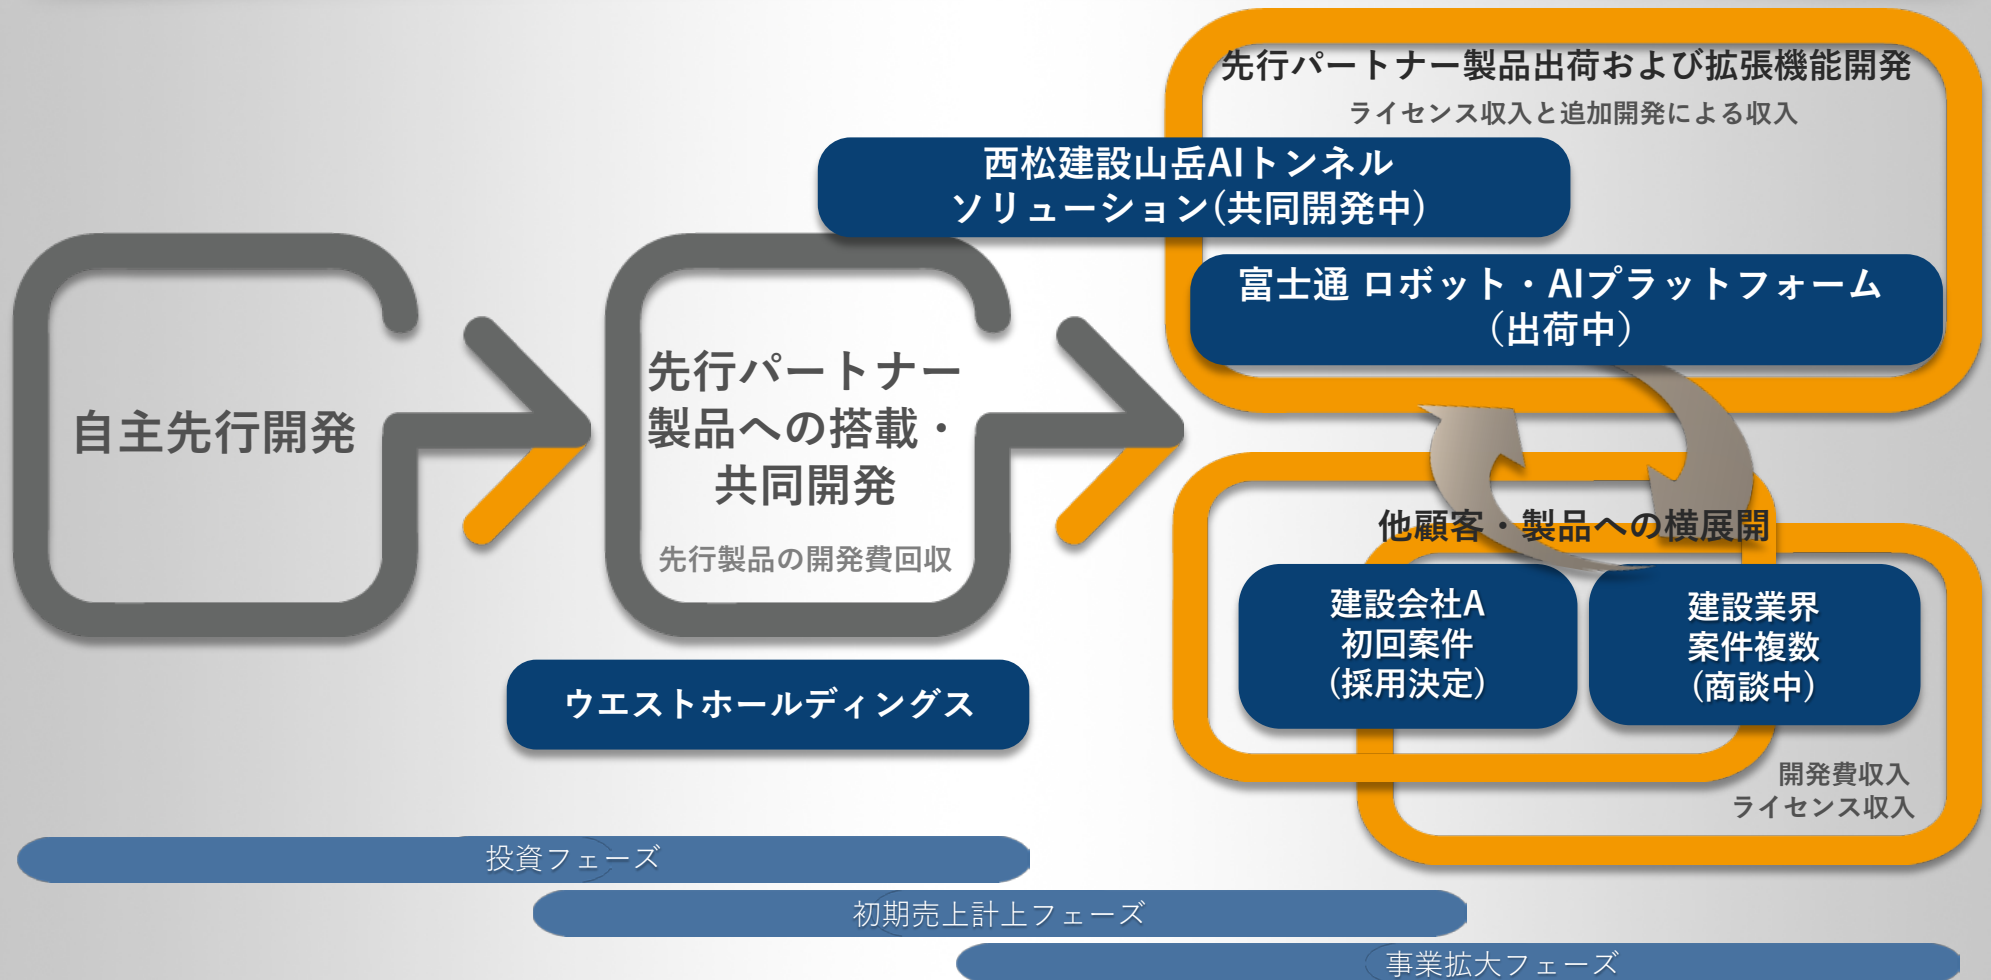 自主先行開発
先行パートナー
製品への搭載・
共同開発
先行製品の開発費回収
ウエストホールディングス
先行パートナー製品出荷および拡張機能開発
ライセンス収入と追加開発による収入
西松建設山岳AIトンネル
ソリューション(共同開発中)
富士通 ロボット・AIプラットフォーム
（出荷中）
他顧客・製品への横展開
建設会社A
初回案件
(採用決定)
建設業界
案件複数
(商談中)
開発費収入
ライセンス収入
投資フェーズ
初期売上計上フェーズ
事業拡大フェーズ